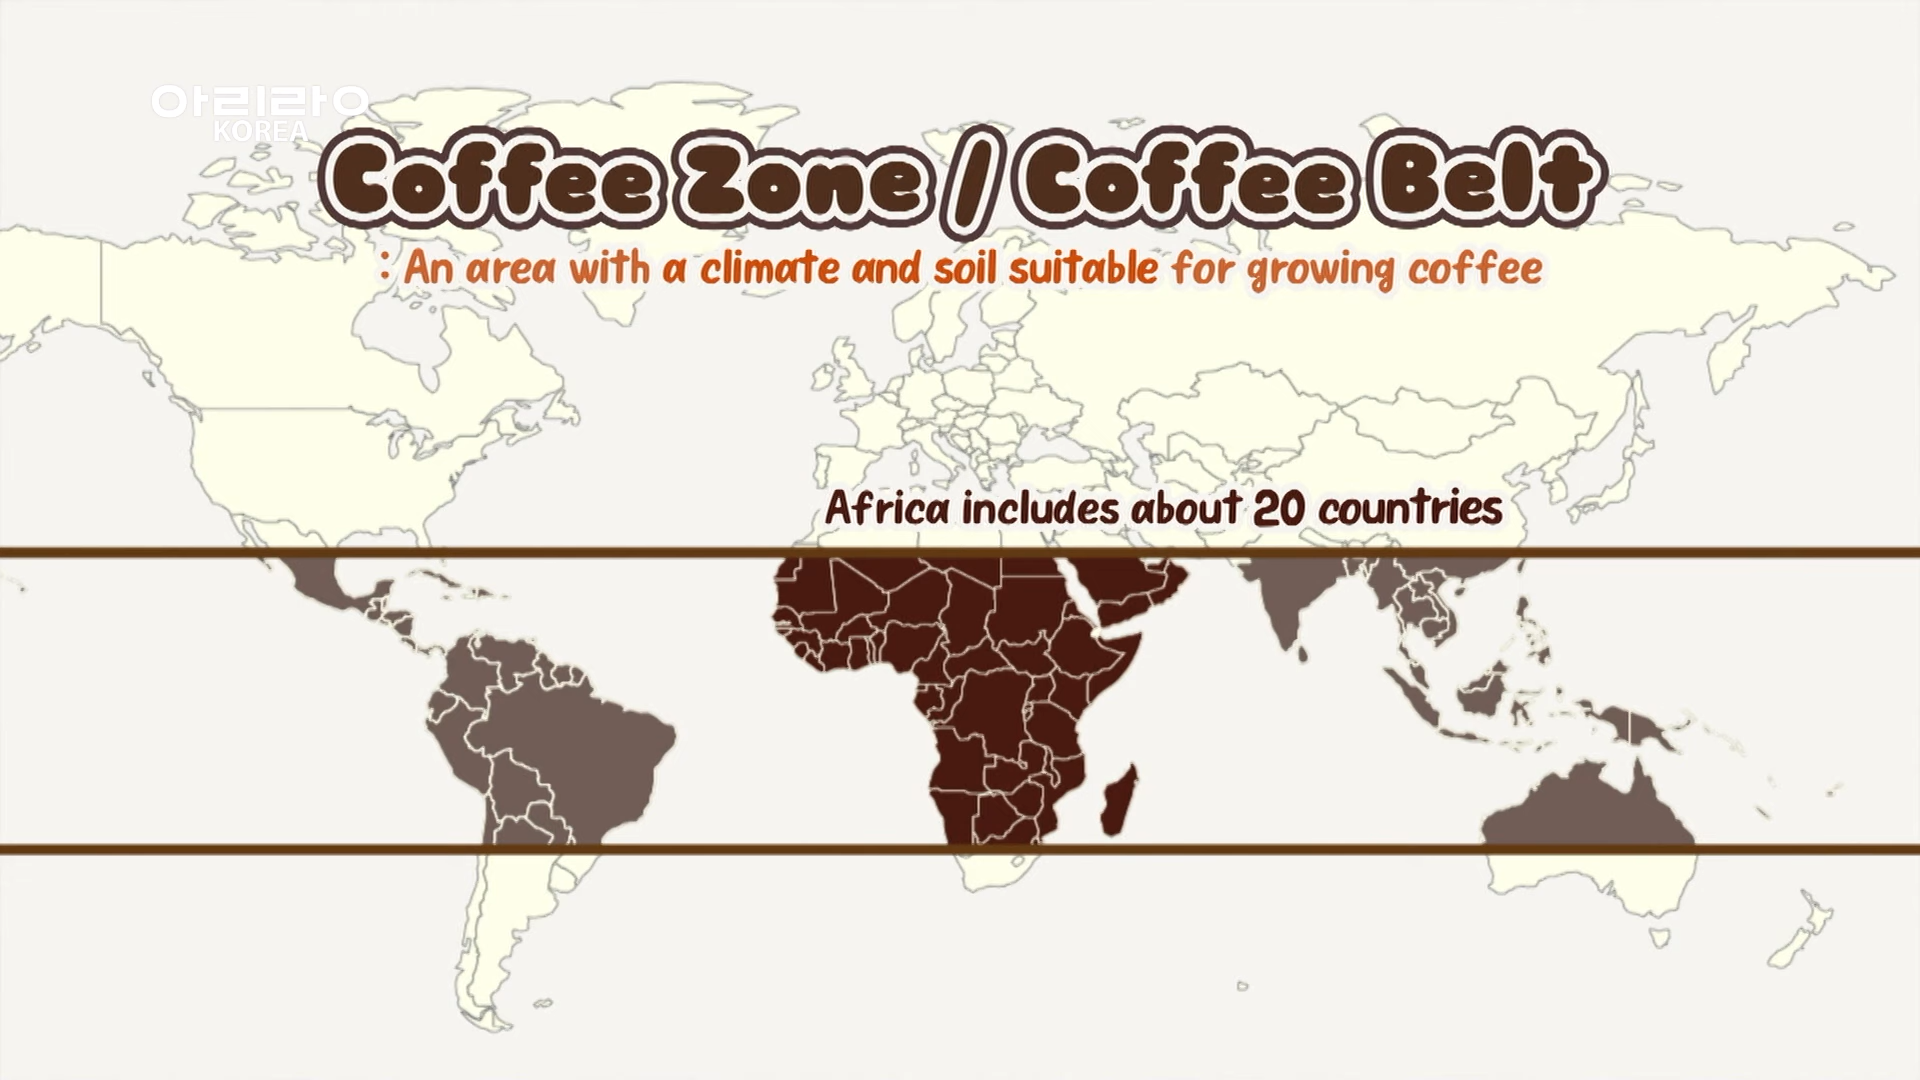 아리랑
KOREA
Coffee Zone / Coffee Belt
: An area with a climate and soil suitable for growing coffee
Africa includes about 20 countries